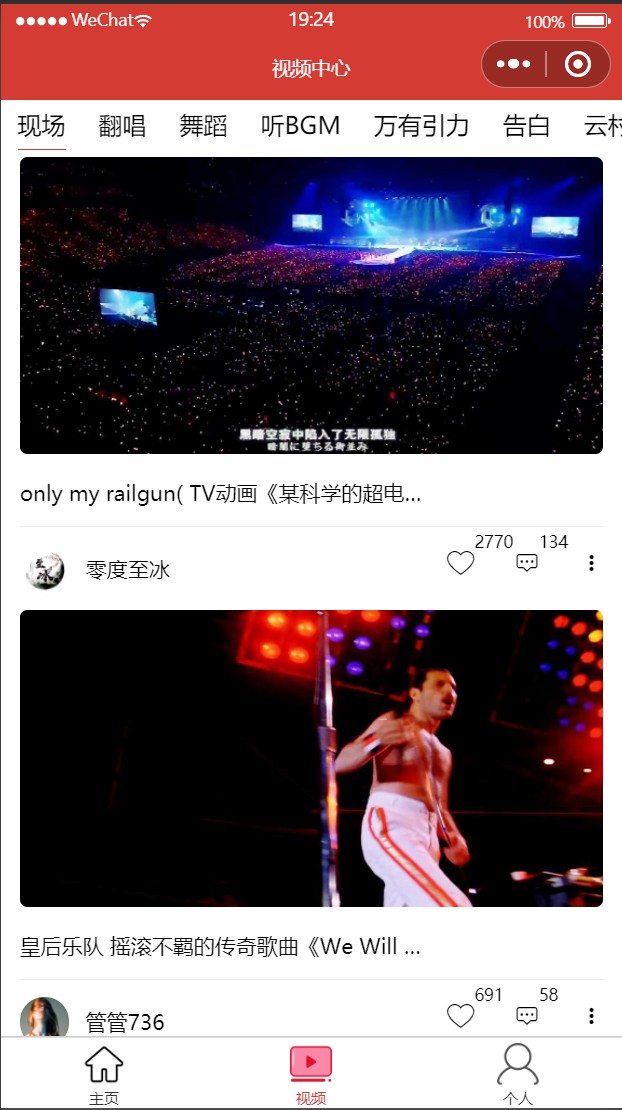 WeChat 19:24 100%
视频中心
现场 翻唱 舞蹈 听BGM 万有引力 告白 云村
黑暗空寂中陷入了无限孤独
暗闇に堕ちる街並み
only my railgun( TV动画《某科学的超电...
2770 134
零度至冰
皇后乐队 摇滚不羁的传奇歌曲《We Will ...
691 58
管管736
主页 视频 个人